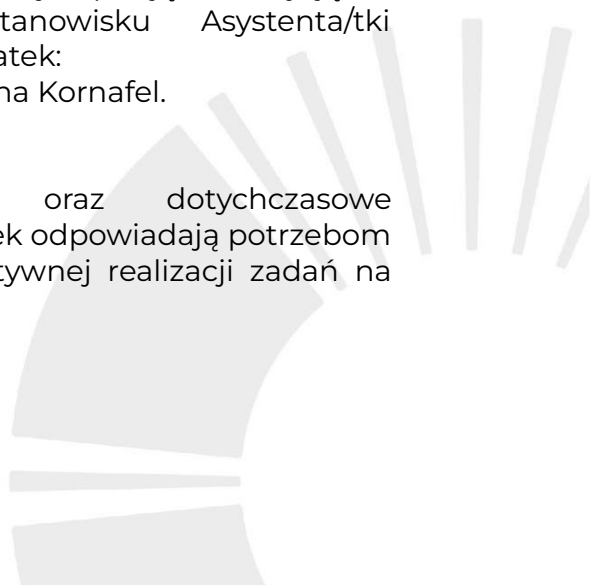 tanowisku Asystenta/tki
atek:
na Kornafel.
oraz dotychczasowe
ek odpowiadają potrzebom
tywnej realizacji zadań na